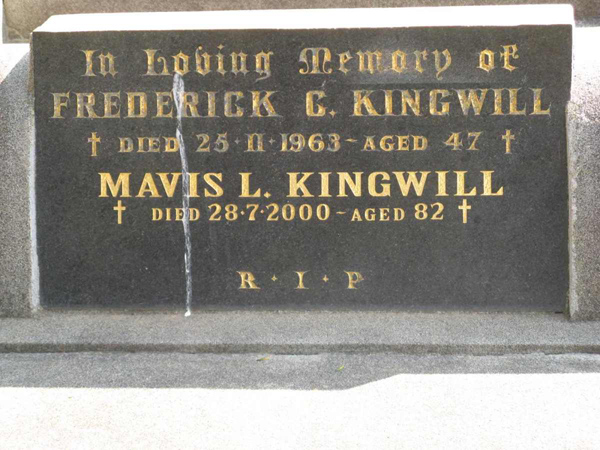 In Loving Memory of
FREDERICK C. KINGWILL
† DIED 25·11·1963~AGED 47 †
MAVIS L. KINGWILL
† DIED 28·7·2000~AGED 82 †
R·I·P